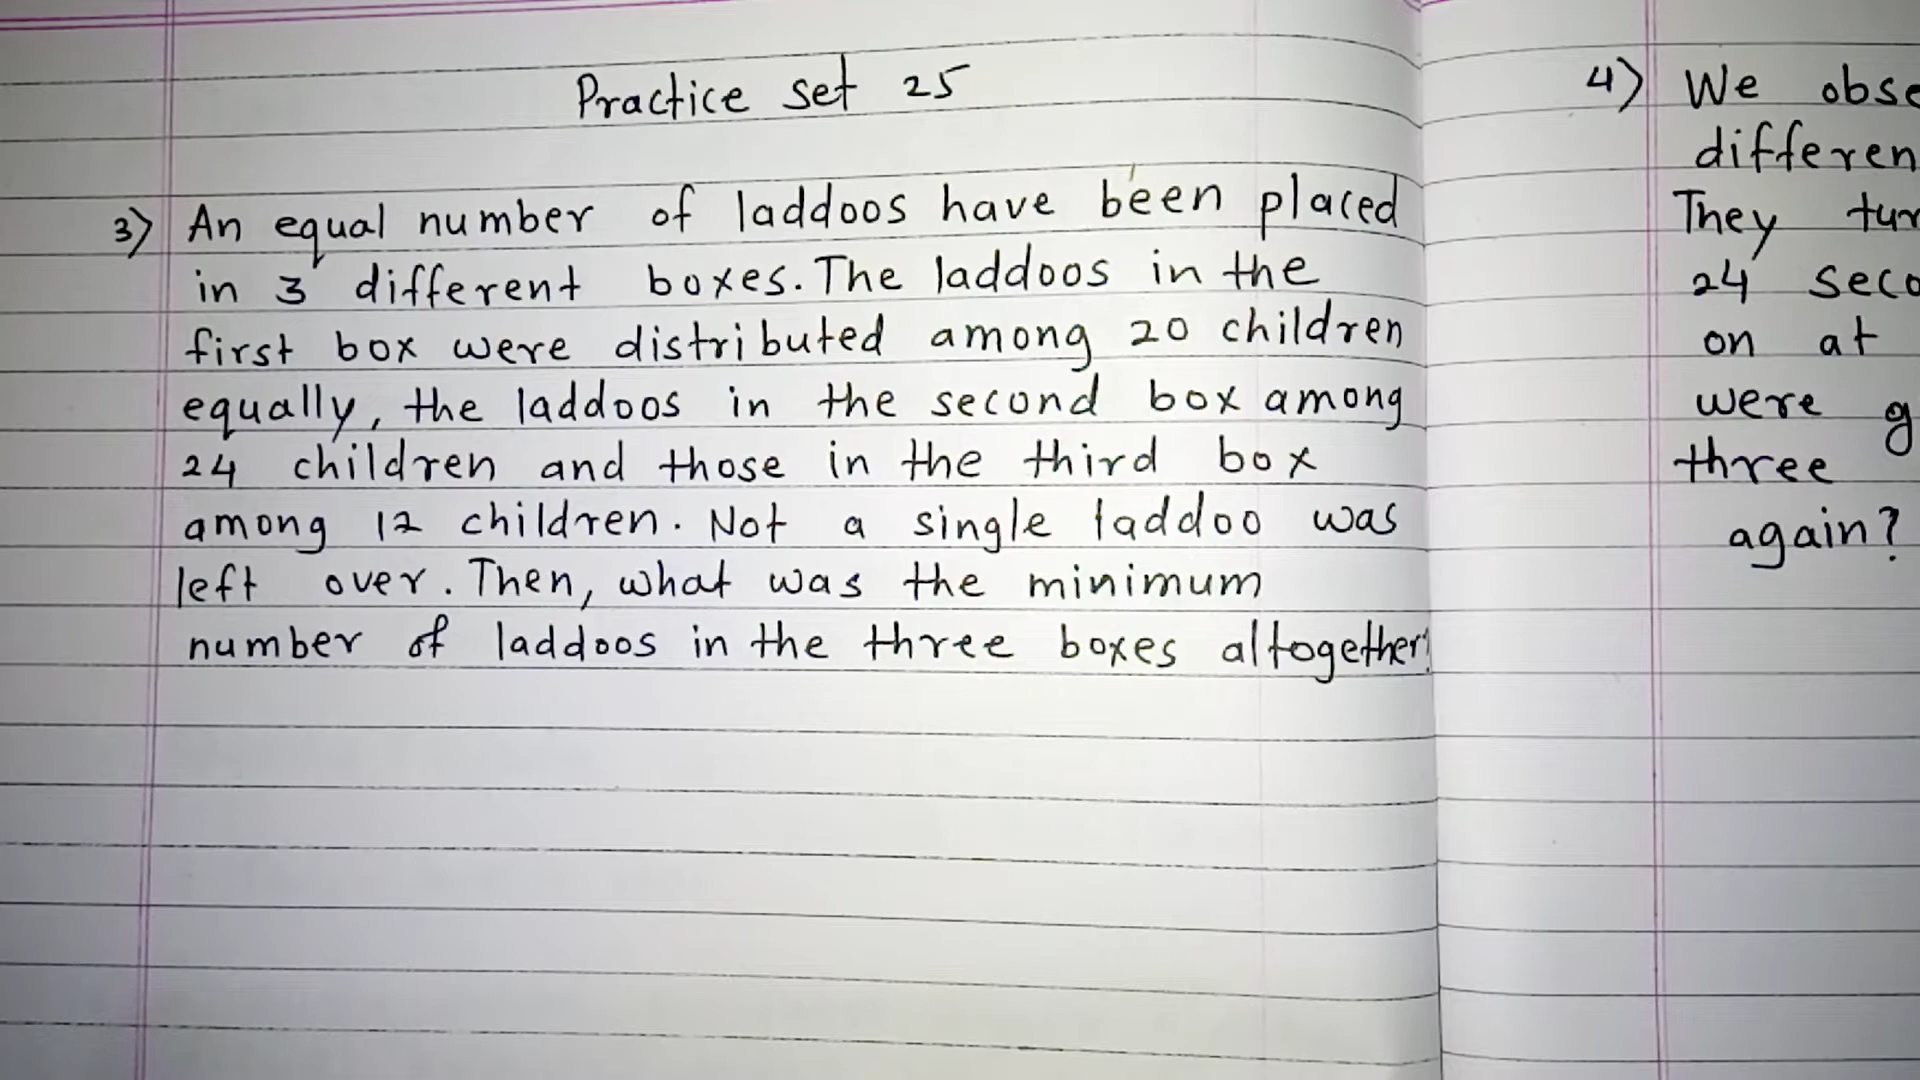 Practice set 25
3) An equal number of laddoos have been placed
in 3 different boxes. The laddoos in the
first box were distributed among 20 children
equally, the laddoos in the second box among
24 children and those in the third box
among 12 children. Not a single laddoo was
left over. Then, what was the minimum
number of laddoos in the three boxes altogether?
4) We obse
differen
They tur
24 seco
on at
were g
three
again?